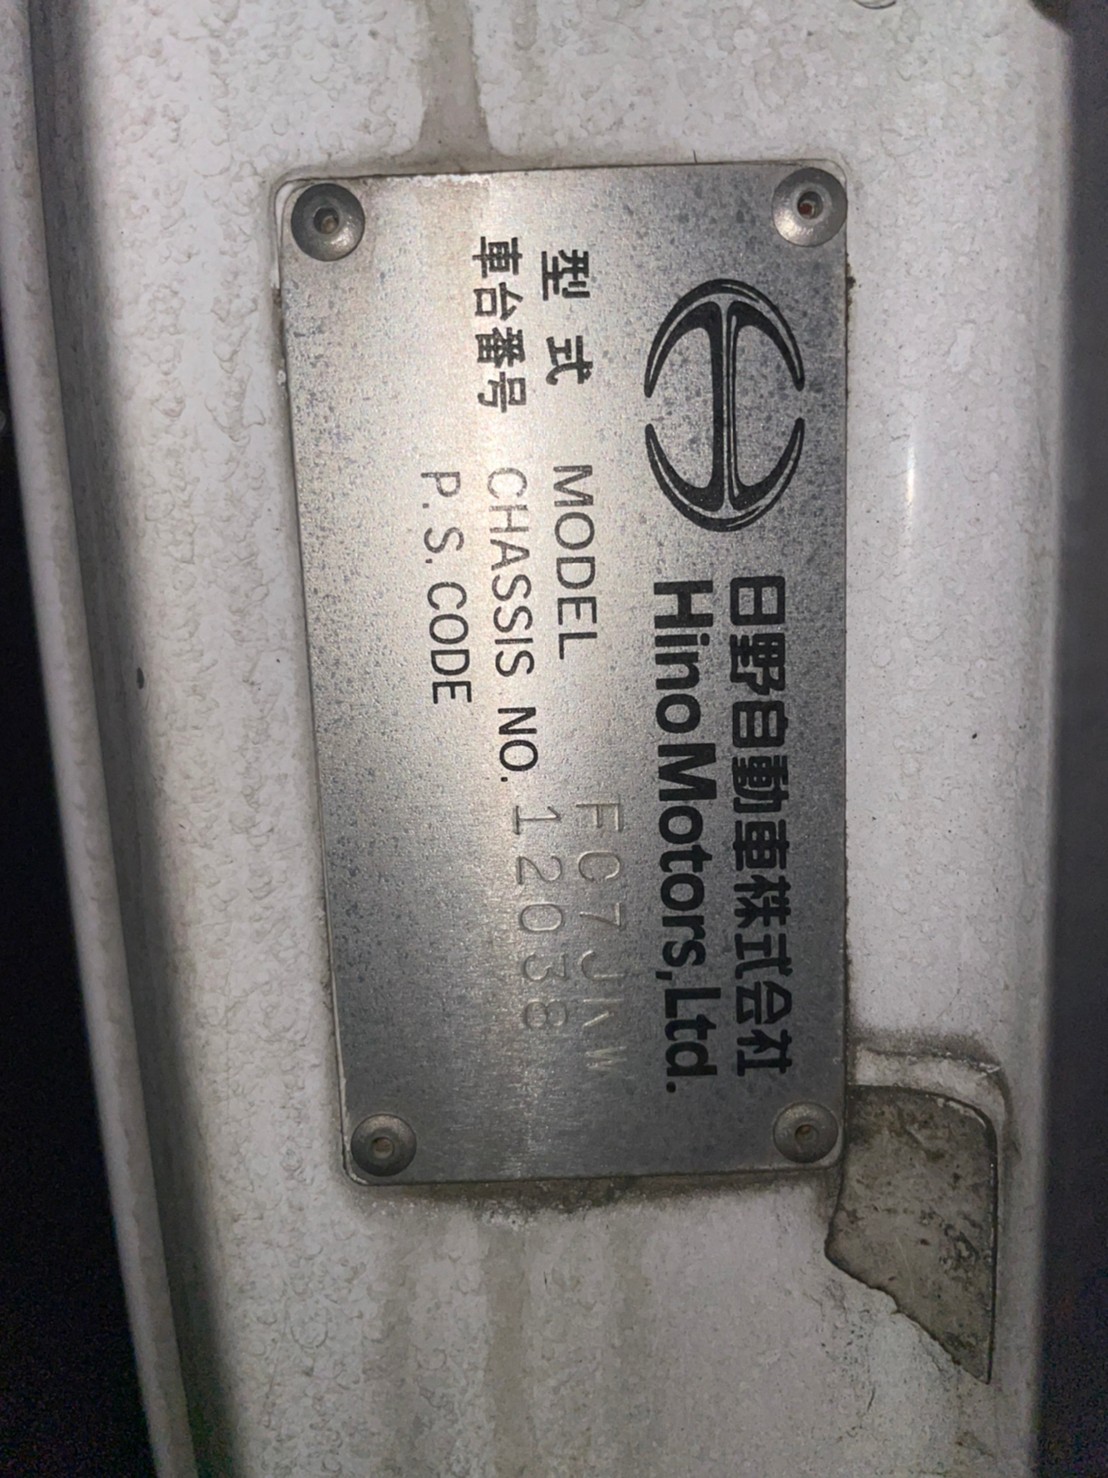 日野自動車株式会社
Hino Motors,Ltd.
型式 MODEL FC7JKW
車台番号 CHASSIS NO. 12038
P.S.CODE